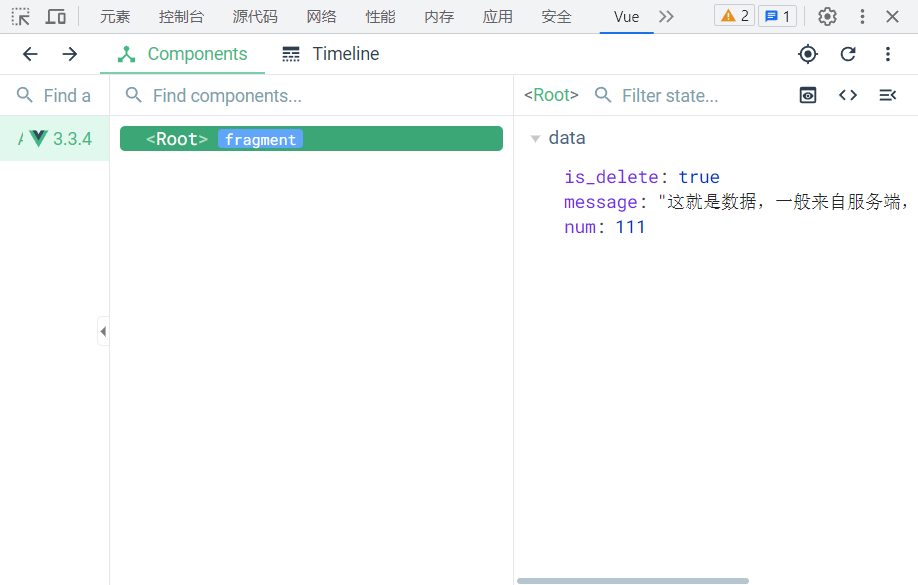 元素 控制台 源代码 网络 性能 内存 应用 安全 Vue 2 1
Components Timeline
Find a Find components... <Root> Filter state...
3.3.4 <Root> fragment data
is_delete: true
message: "这就是数据，一般来自服务端，
num: 111